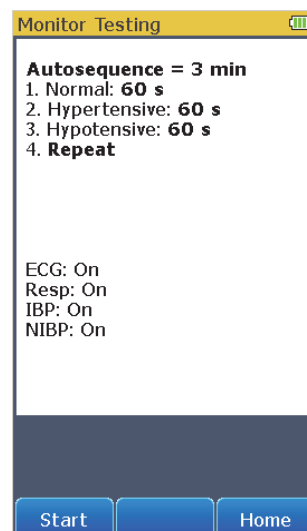 Monitor Testing
Autosequence = 3 min
1. Normal: 60 s
2. Hypertensive: 60 s
3. Hypotensive: 60 s
4. Repeat
ECG: On
Resp: On
IBP: On
NIBP: On
Start
Home